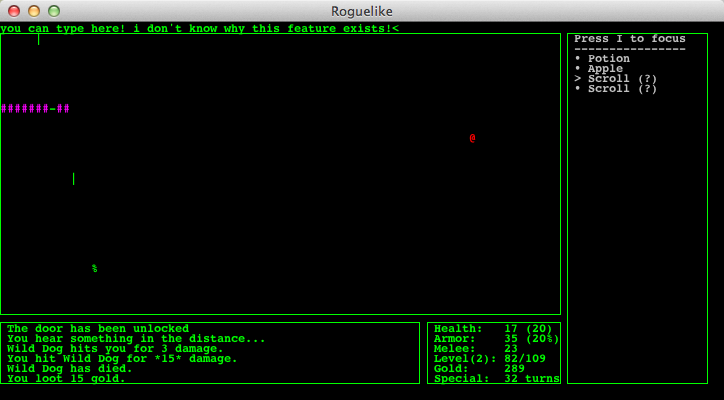 Roguelike
you can type here! i don't know why this feature exists!<
|
#######-##
@
|
%
Press I to focus
----------------
• Potion
• Apple
> Scroll (?)
• Scroll (?)
The door has been unlocked
You hear something in the distance...
Wild Dog hits you for 3 damage.
You hit Wild Dog for *15* damage.
Wild Dog has died.
You loot 15 gold.
Health: 17 (20)
Armor: 35 (20%)
Melee: 23
Level(2): 82/109
Gold: 289
Special: 32 turns